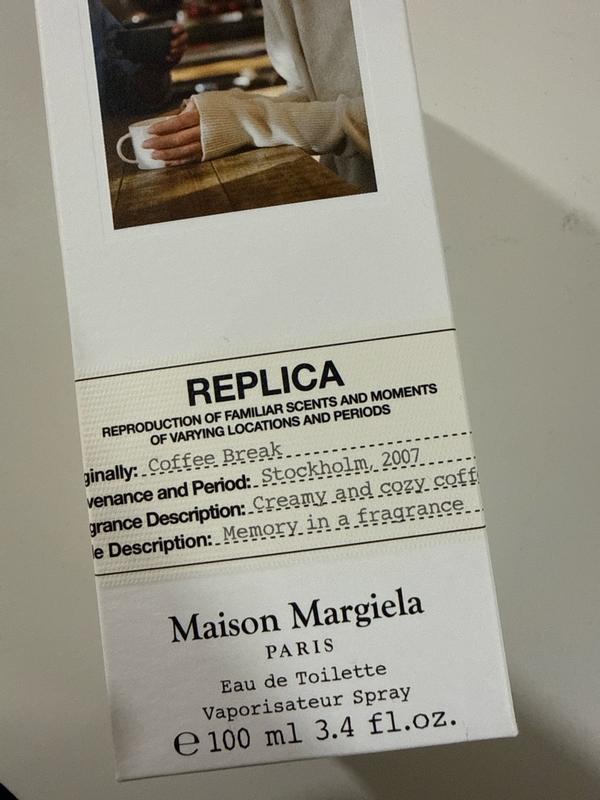 REPLICA
REPRODUCTION OF FAMILIAR SCENTS AND MOMENTS
OF VARYING LOCATIONS AND PERIODS
ginally: Coffee Break
venance and Period: Stockholm, 2007
grance Description: Creamy and cozy coff
e Description: Memory in a fragrance
Maison Margiela
PARIS
Eau de Toilette
Vaporisateur Spray
℮ 100 ml 3.4 fl.oz.